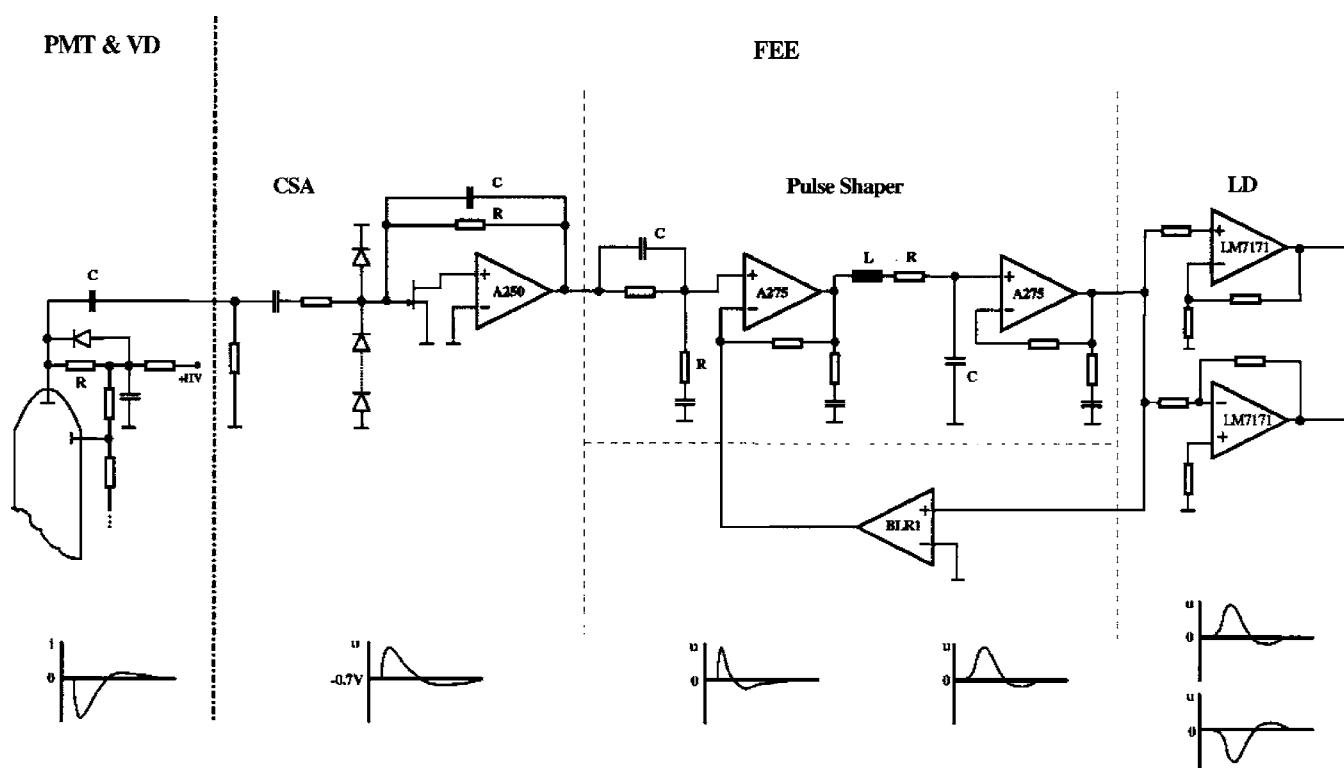 PMT & VD
FEE
CSA
Pulse Shaper
LD
C
R
+HV
C
R
+
−
A250
C
R
+
−
A275
L
R
C
+
−
A275
+
−
LM7171
−
+
LM7171
BLR1
+
−
i
0
u
-0.7V
u
0
u
0
u
0
u
0